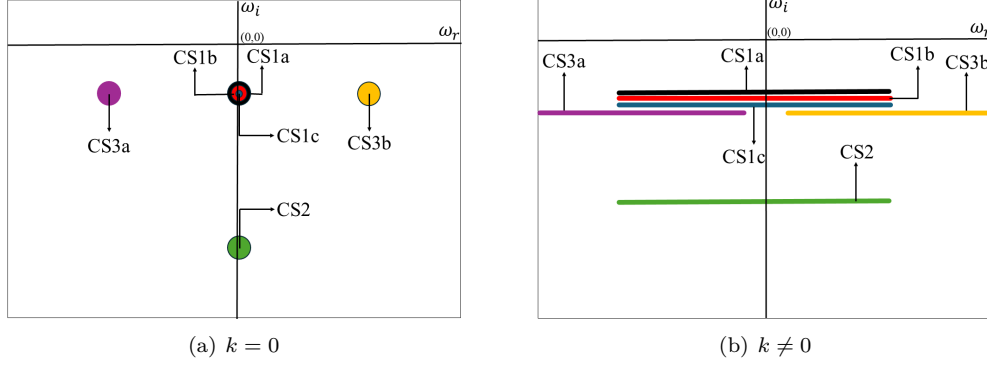 ω_i
(0,0)
ω_r
CS1b
CS1a
CS1c
CS3a
CS3b
CS2
(a) k = 0
ω_i
(0,0)
ω_r
CS3a
CS1a
CS1b
CS3b
CS1c
CS2
(b) k ≠ 0